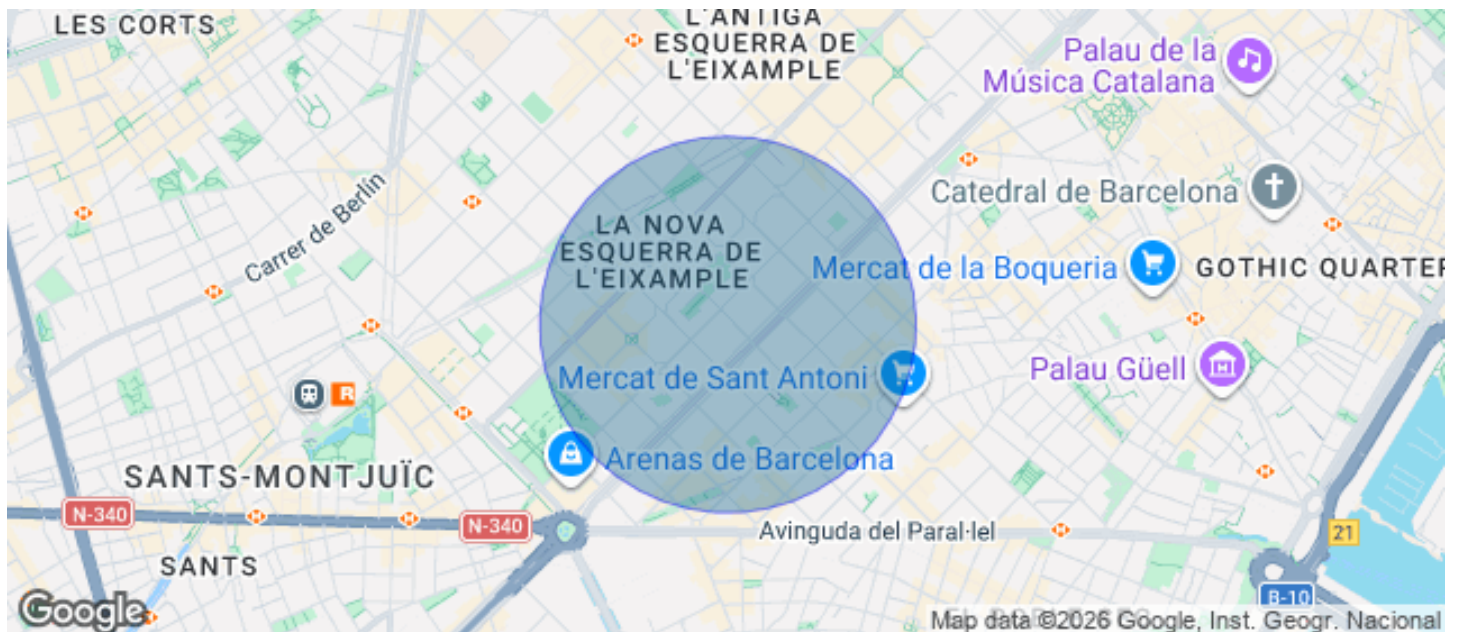 LES CORTS
L'ANTIGA
ESQUERRA DE
L'EIXAMPLE
Palau de la
Música Catalana
Carrer de Berlín
Catedral de Barcelona
LA NOVA
ESQUERRA DE
L'EIXAMPLE
Mercat de la Boqueria
GOTHIC QUARTER
Mercat de Sant Antoni
Palau Güell
R
Arenas de Barcelona
SANTS-MONTJUÏC
N-340
N-340
Avinguda del Paral·lel
21
SANTS
B-10
Google
Map data ©2026 Google, Inst. Geogr. Nacional